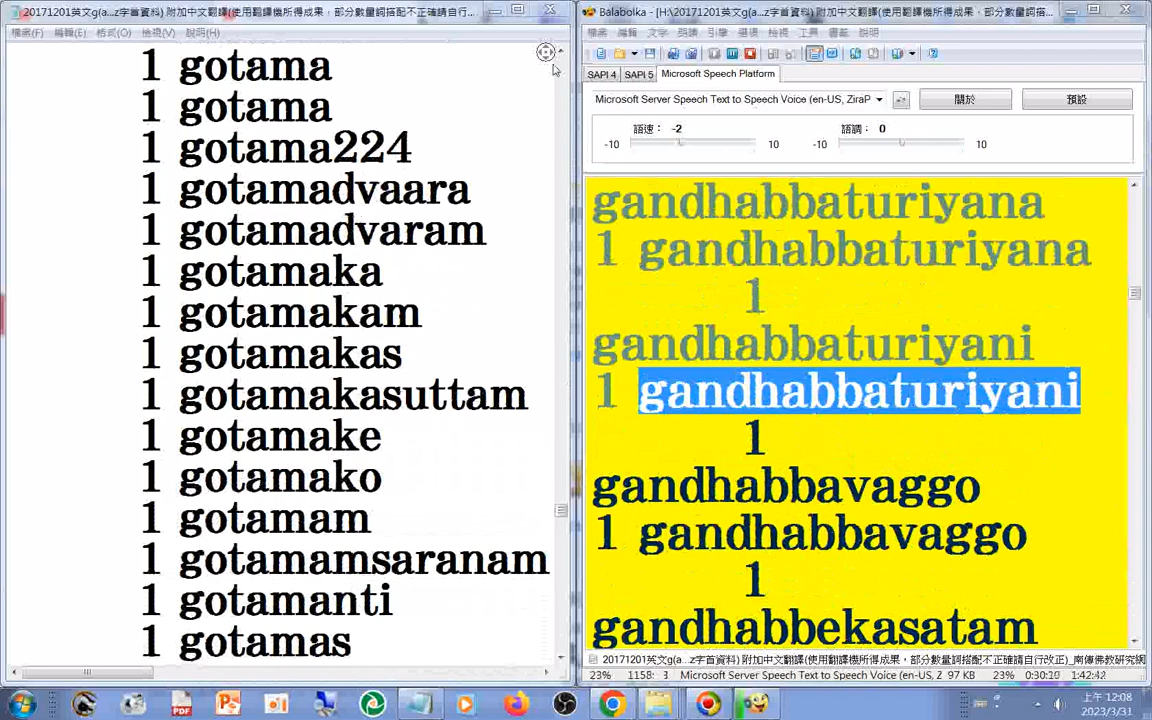 20171201英文g(a...z字首資料) 附加中文翻譯(使用翻譯機所得成果，部分數量詞搭配不正確請自行...
檔案(F) 編輯(E) 格式(O) 檢視(V) 說明(H)
1 gotama
1 gotama
1 gotama224
1 gotamadvaara
1 gotamadvaram
1 gotamaka
1 gotamakam
1 gotamakas
1 gotamakasuttam
1 gotamake
1 gotamako
1 gotamam
1 gotamamsaranam
1 gotamanti
1 gotamas
Balabolka - [H:\20171201英文g(a...z字首資料) 附加中文翻譯(使用翻譯機所得成果，部分數量詞搭配不正確請自...
檔案 編輯 文字 朗讀 引擎 選項 檢視 工具 書籤 說明
SAPI 4 SAPI 5 Microsoft Speech Platform
Microsoft Server Speech Text to Speech Voice (en-US, ZiraP 關於 預設
語速： -2 語調： 0
-10 10 -10 10
gandhabbaturiyana
1 gandhabbaturiyana
1
gandhabbaturiyani
1 gandhabbaturiyani
1
gandhabbavaggo
1 gandhabbavaggo
1
gandhabbekasatam
20171201英文g(a...z字首資料) 附加中文翻譯(使用翻譯機所得成果，部分數量詞搭配不正確請自行改正)_南傳佛教研究網
23% 1158: 3 Microsoft Server Speech Text to Speech Voice (en-US, Z 97 KB 23% 0:30:10 1:42:42
上午 12:08
2023/3/31